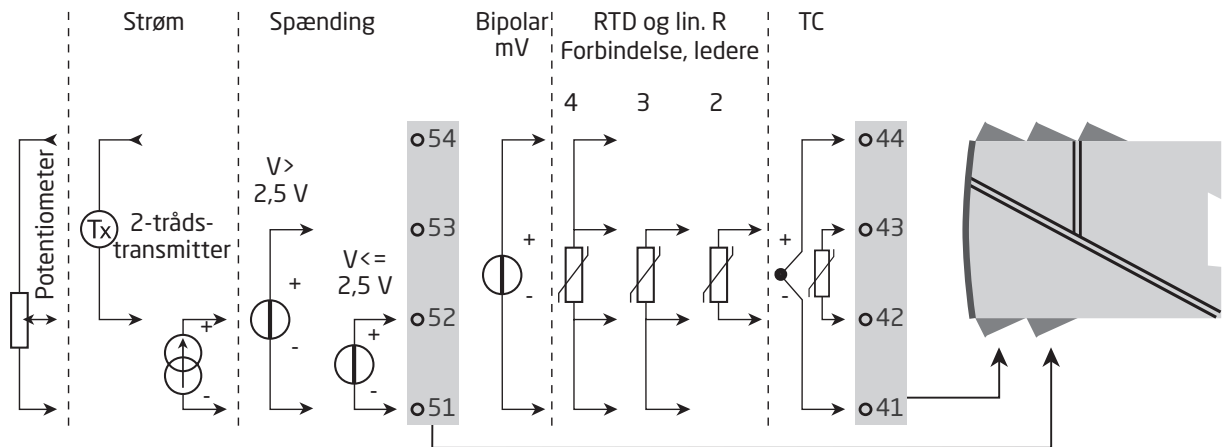 Strøm
Spænding
Bipolar
mV
RTD og lin. R
Forbindelse, ledere
TC
4
3
2
Potentiometer
Tx
2-tråds-
transmitter
+
-
V>
2,5 V
+
-
V<=
2,5 V
+
-
54
53
52
51
+
-
+
-
44
43
42
41